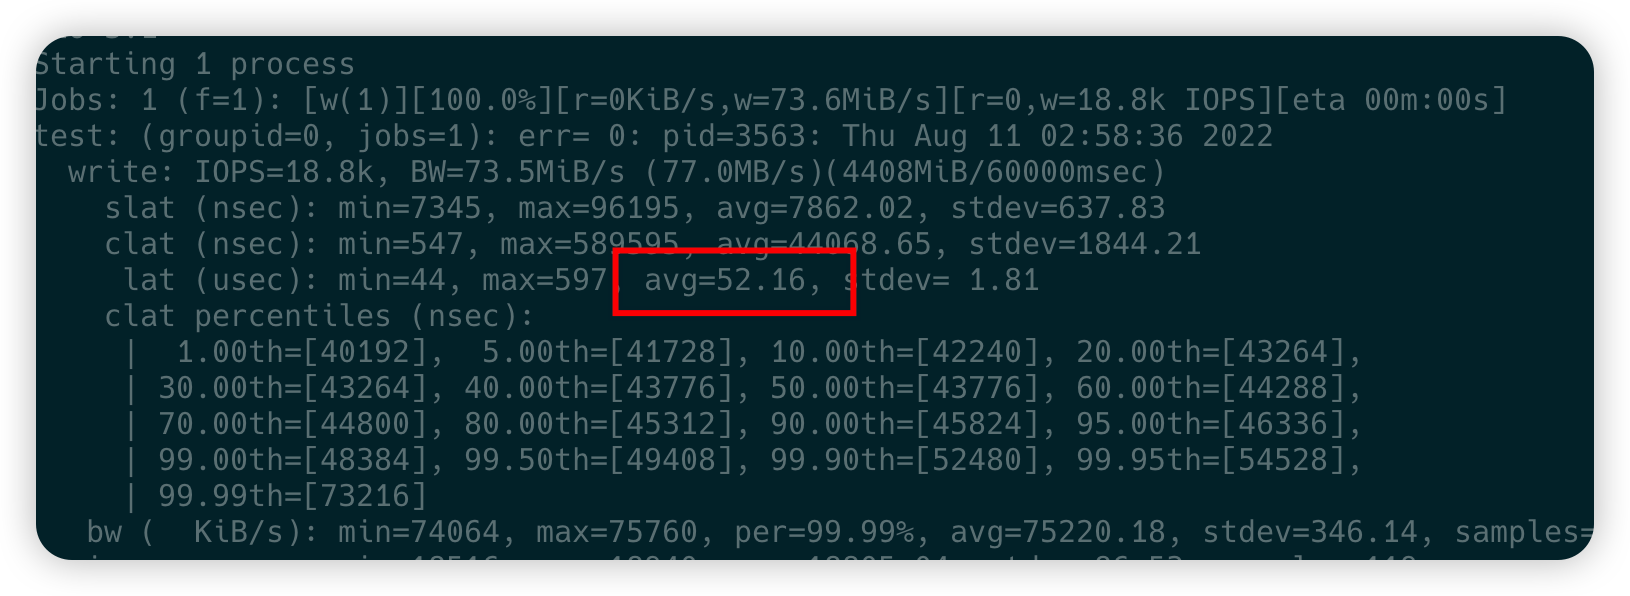 Starting 1 process
Jobs: 1 (f=1): [w(1)][100.0%][r=0KiB/s,w=73.6MiB/s][r=0,w=18.8k IOPS][eta 00m:00s]
test: (groupid=0, jobs=1): err= 0: pid=3563: Thu Aug 11 02:58:36 2022
write: IOPS=18.8k, BW=73.5MiB/s (77.0MB/s)(4408MiB/60000msec)
slat (nsec): min=7345, max=96195, avg=7862.02, stdev=637.83
clat (nsec): min=547, max=589595, avg=44068.65, stdev=1844.21
lat (usec): min=44, max=597, avg=52.16, stdev= 1.81
clat percentiles (nsec):
|  1.00th=[40192],  5.00th=[41728], 10.00th=[42240], 20.00th=[43264],
| 30.00th=[43264], 40.00th=[43776], 50.00th=[43776], 60.00th=[44288],
| 70.00th=[44800], 80.00th=[45312], 90.00th=[45824], 95.00th=[46336],
| 99.00th=[48384], 99.50th=[49408], 99.90th=[52480], 99.95th=[54528],
| 99.99th=[73216]
bw (  KiB/s): min=74064, max=75760, per=99.99%, avg=75220.18, stdev=346.14, samples=